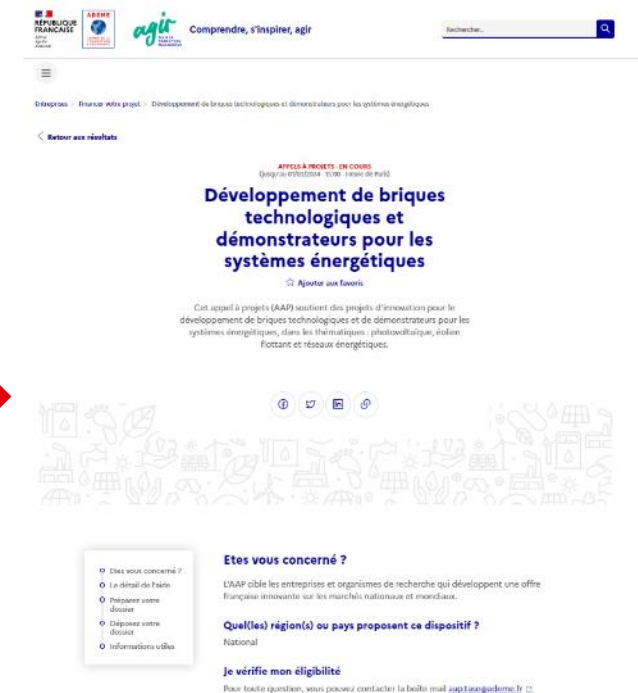 RÉPUBLIQUE
FRANÇAISE
ADEME
agir
Comprendre, s'inspirer, agir
Rechercher...
Entreprises > Financer votre projet > Développement de briques technologiques et démonstrateurs pour les systèmes énergétiques
Retour aux résultats
APPELS À PROJETS - EN COURS
Développement de briques
technologiques et
démonstrateurs pour les
systèmes énergétiques
Ajouter aux favoris
Cet appel à projets (AAP) soutient des projets d'innovation pour le
développement de briques technologiques et de démonstrateurs pour les
systèmes énergétiques, dans les thématiques : photovoltaïque, éolien
flottant et réseaux énergétiques.
Etes vous concerné ?
Le détail de l'aide
Préparez votre
dossier
Déposez votre
dossier
Informations utiles
Etes vous concerné ?
L'AAP cible les entreprises et organismes de recherche qui développent une offre
française innovante sur les marchés nationaux et mondiaux.
Quel(les) région(s) ou pays proposent ce dispositif ?
National
Je vérifie mon éligibilité
Pour toute question, vous pouvez contacter la boîte mail aap.tase@ademe.fr